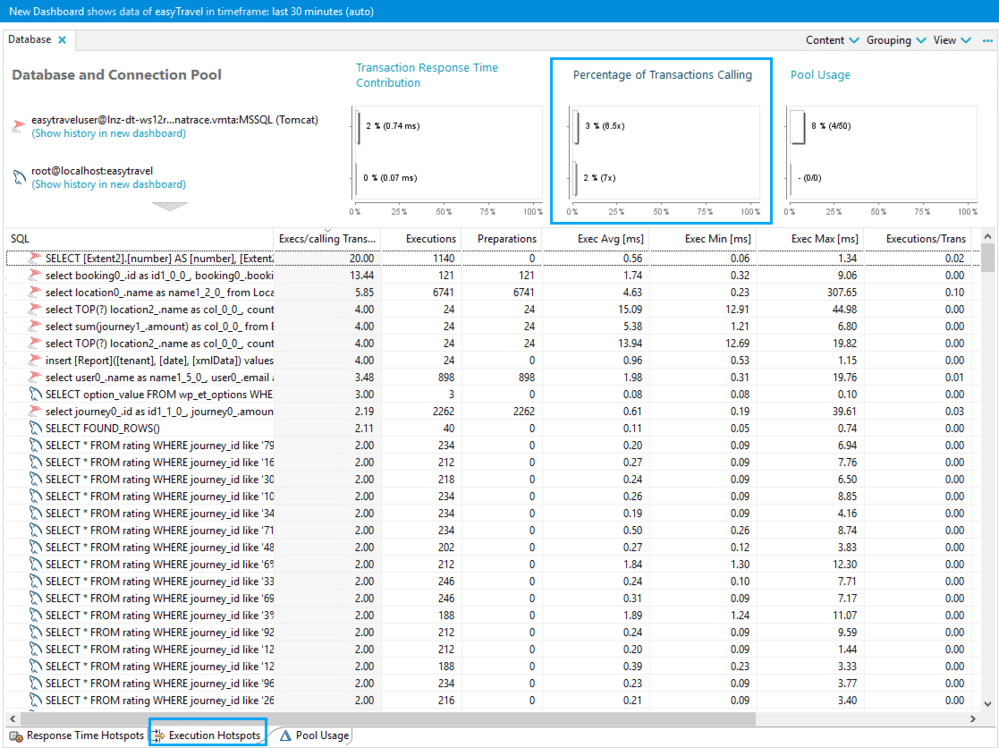 New Dashboard shows data of easyTravel in timeframe: last 30 minutes (auto)
Database
Content Grouping View ...
Database and Connection Pool
Transaction Response Time Contribution
Percentage of Transactions Calling
Pool Usage
easytraveluser@lnz-dt-ws12r...natrace.vmta:MSSQL (Tomcat)
(Show history in new dashboard)
2 % (0.74 ms)
3 % (6.5x)
8 % (4/50)
root@localhost:easytravel
(Show history in new dashboard)
0 % (0.07 ms)
2 % (7x)
- (0/0)
0% 25% 50% 75% 100%
0% 25% 50% 75% 100%
0% 25% 50% 75% 100%
SQL Execs/calling Trans... Executions Preparations Exec Avg [ms] Exec Min [ms] Exec Max [ms] Executions/Trans
SELECT [Extent2].[number] AS [number], [Extent2 20.00 1140 0 0.56 0.06 1.34 0.02
select booking0_.id as id1_0_0_, booking0_.booki 13.44 121 121 1.74 0.32 9.06 0.00
select location0_.name as name1_2_0_ from Loca 5.85 6741 6741 4.63 0.23 307.65 0.10
select TOP(?) location2_.name as col_0_0_, count 4.00 24 24 15.09 12.91 44.98 0.00
select sum(journey1_.amount) as col_0_0_ from B 4.00 24 24 5.38 1.21 6.80 0.00
select TOP(?) location2_.name as col_0_0_, count 4.00 24 24 13.94 12.69 19.82 0.00
insert [Report]([tenant], [date], [xmlData]) values 4.00 24 0 0.96 0.53 1.15 0.00
select user0_.name as name1_5_0_, user0_.email a 3.48 898 898 1.98 0.31 19.76 0.01
SELECT option_value FROM wp_et_options WHE 3.00 3 0 0.08 0.08 0.10 0.00
select journey0_.id as id1_1_0_, journey0_.amoun 2.19 2262 2262 0.61 0.19 39.61 0.03
SELECT FOUND_ROWS() 2.11 40 0 0.11 0.05 0.74 0.00
SELECT * FROM rating WHERE journey_id like '79 2.00 234 0 0.20 0.09 6.94 0.00
SELECT * FROM rating WHERE journey_id like '16 2.00 212 0 0.27 0.09 7.76 0.00
SELECT * FROM rating WHERE journey_id like '30 2.00 218 0 0.24 0.09 6.50 0.00
SELECT * FROM rating WHERE journey_id like '10 2.00 234 0 0.26 0.09 8.85 0.00
SELECT * FROM rating WHERE journey_id like '34 2.00 234 0 0.19 0.09 4.16 0.00
SELECT * FROM rating WHERE journey_id like '71 2.00 234 0 0.50 0.26 8.74 0.00
SELECT * FROM rating WHERE journey_id like '48 2.00 202 0 0.27 0.12 3.83 0.00
SELECT * FROM rating WHERE journey_id like '6% 2.00 212 0 1.84 1.30 12.30 0.00
SELECT * FROM rating WHERE journey_id like '33 2.00 246 0 0.24 0.10 7.71 0.00
SELECT * FROM rating WHERE journey_id like '69 2.00 246 0 0.31 0.09 7.17 0.00
SELECT * FROM rating WHERE journey_id like '3% 2.00 188 0 1.89 1.24 11.07 0.00
SELECT * FROM rating WHERE journey_id like '92 2.00 212 0 0.24 0.09 9.59 0.00
SELECT * FROM rating WHERE journey_id like '12 2.00 212 0 0.20 0.09 1.44 0.00
SELECT * FROM rating WHERE journey_id like '12 2.00 188 0 0.39 0.23 3.33 0.00
SELECT * FROM rating WHERE journey_id like '96 2.00 234 0 0.23 0.09 3.77 0.00
SELECT * FROM rating WHERE journey_id like '26 2.00 216 0 0.21 0.09 3.40 0.00
Response Time Hotspots Execution Hotspots Pool Usage